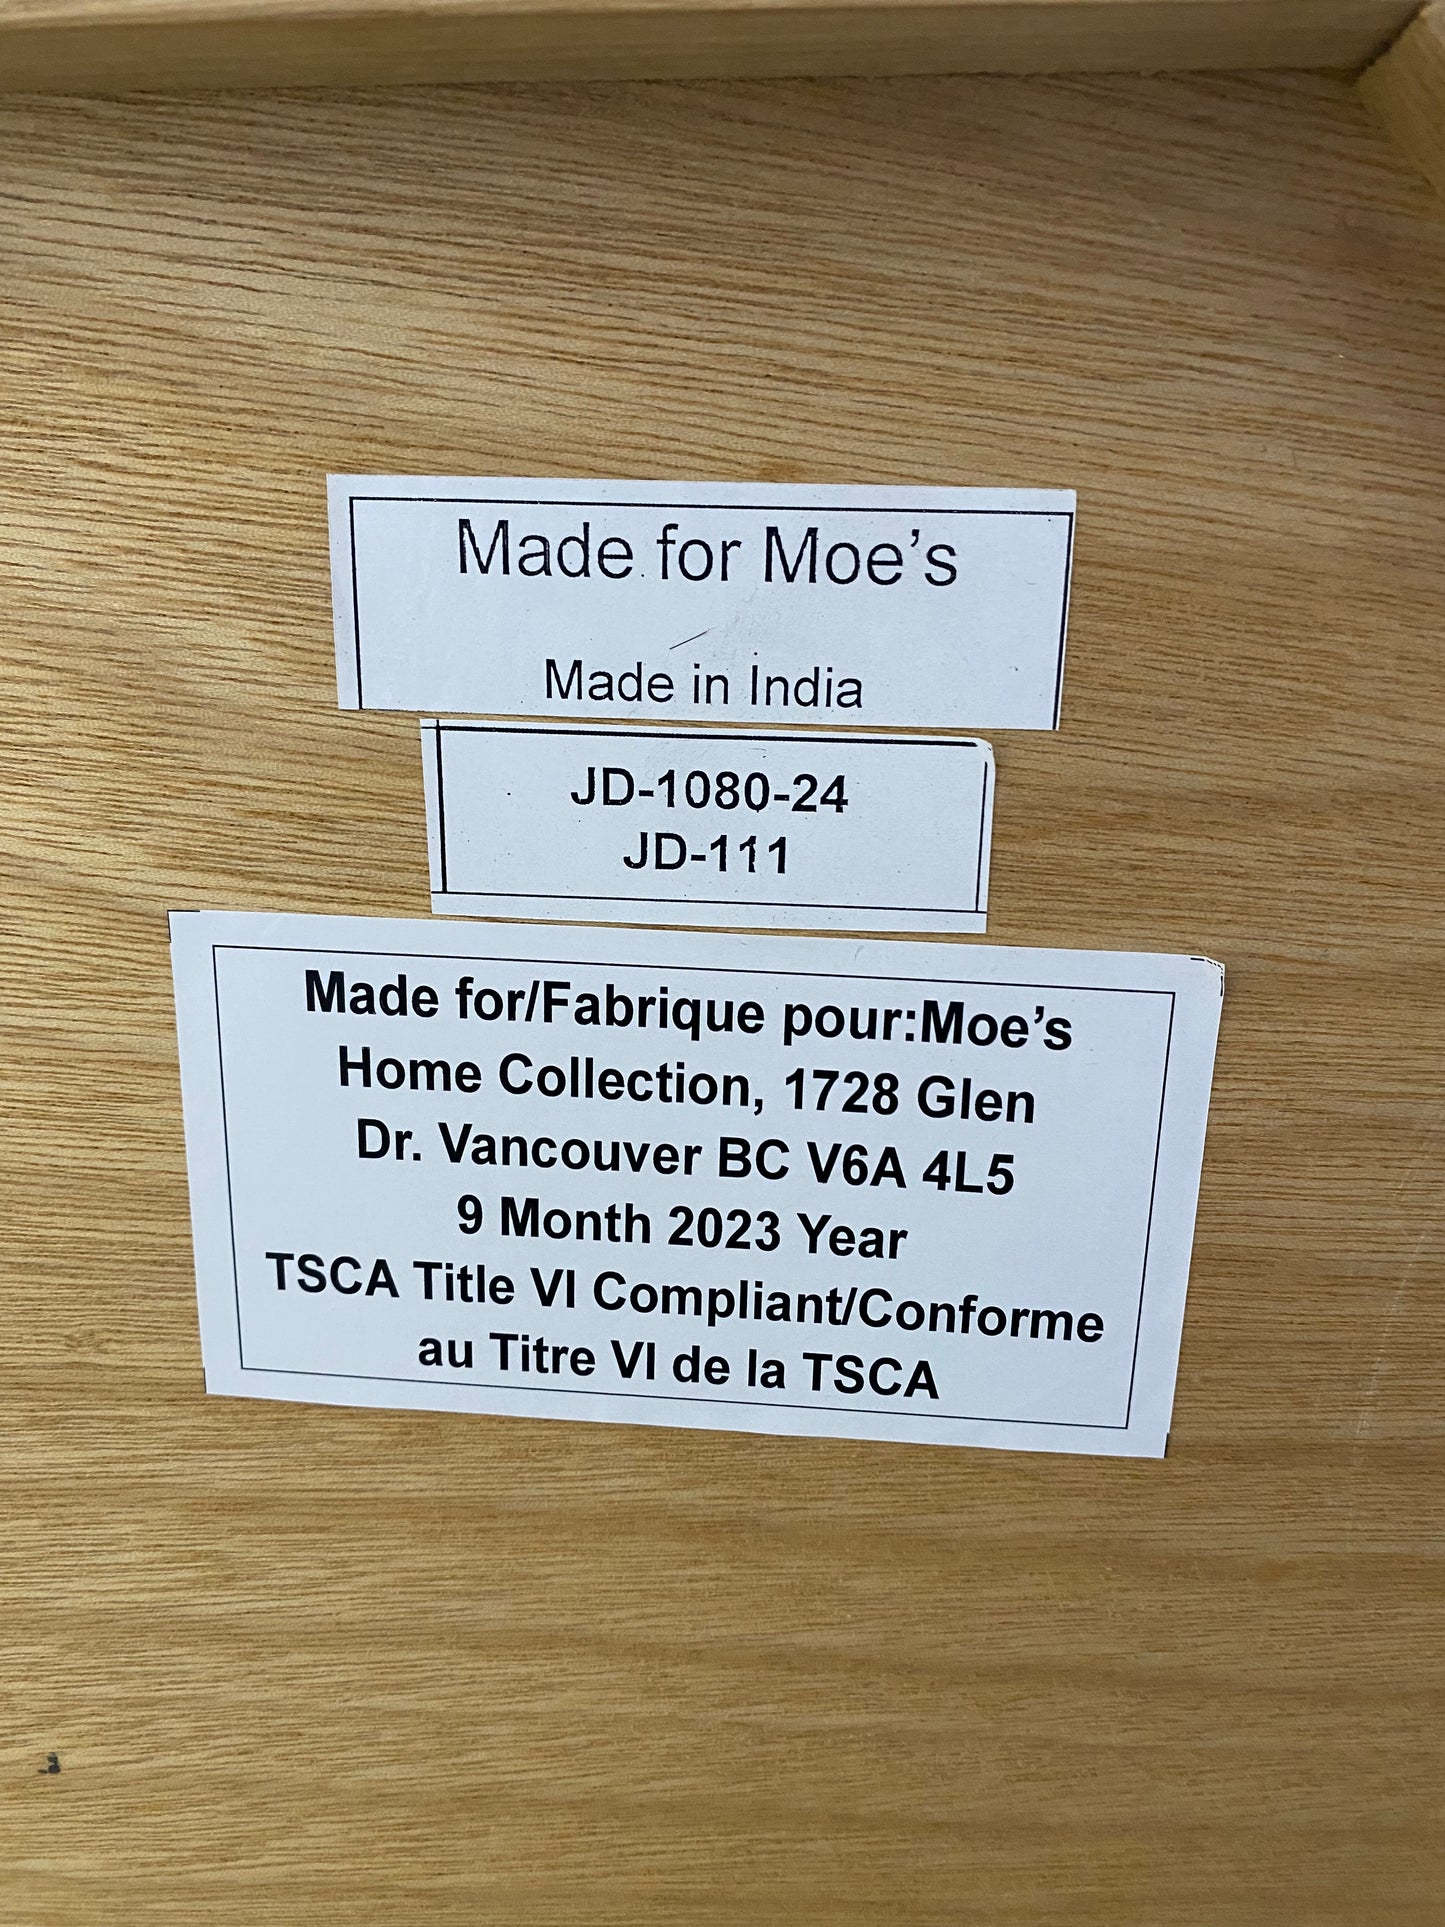 Made for Moe's
Made in India
JD-1080-24
JD-111
Made for/Fabrique pour:Moe's
Home Collection, 1728 Glen
Dr. Vancouver BC V6A 4L5
9 Month 2023 Year
TSCA Title VI Compliant/Conforme
au Titre VI de la TSCA